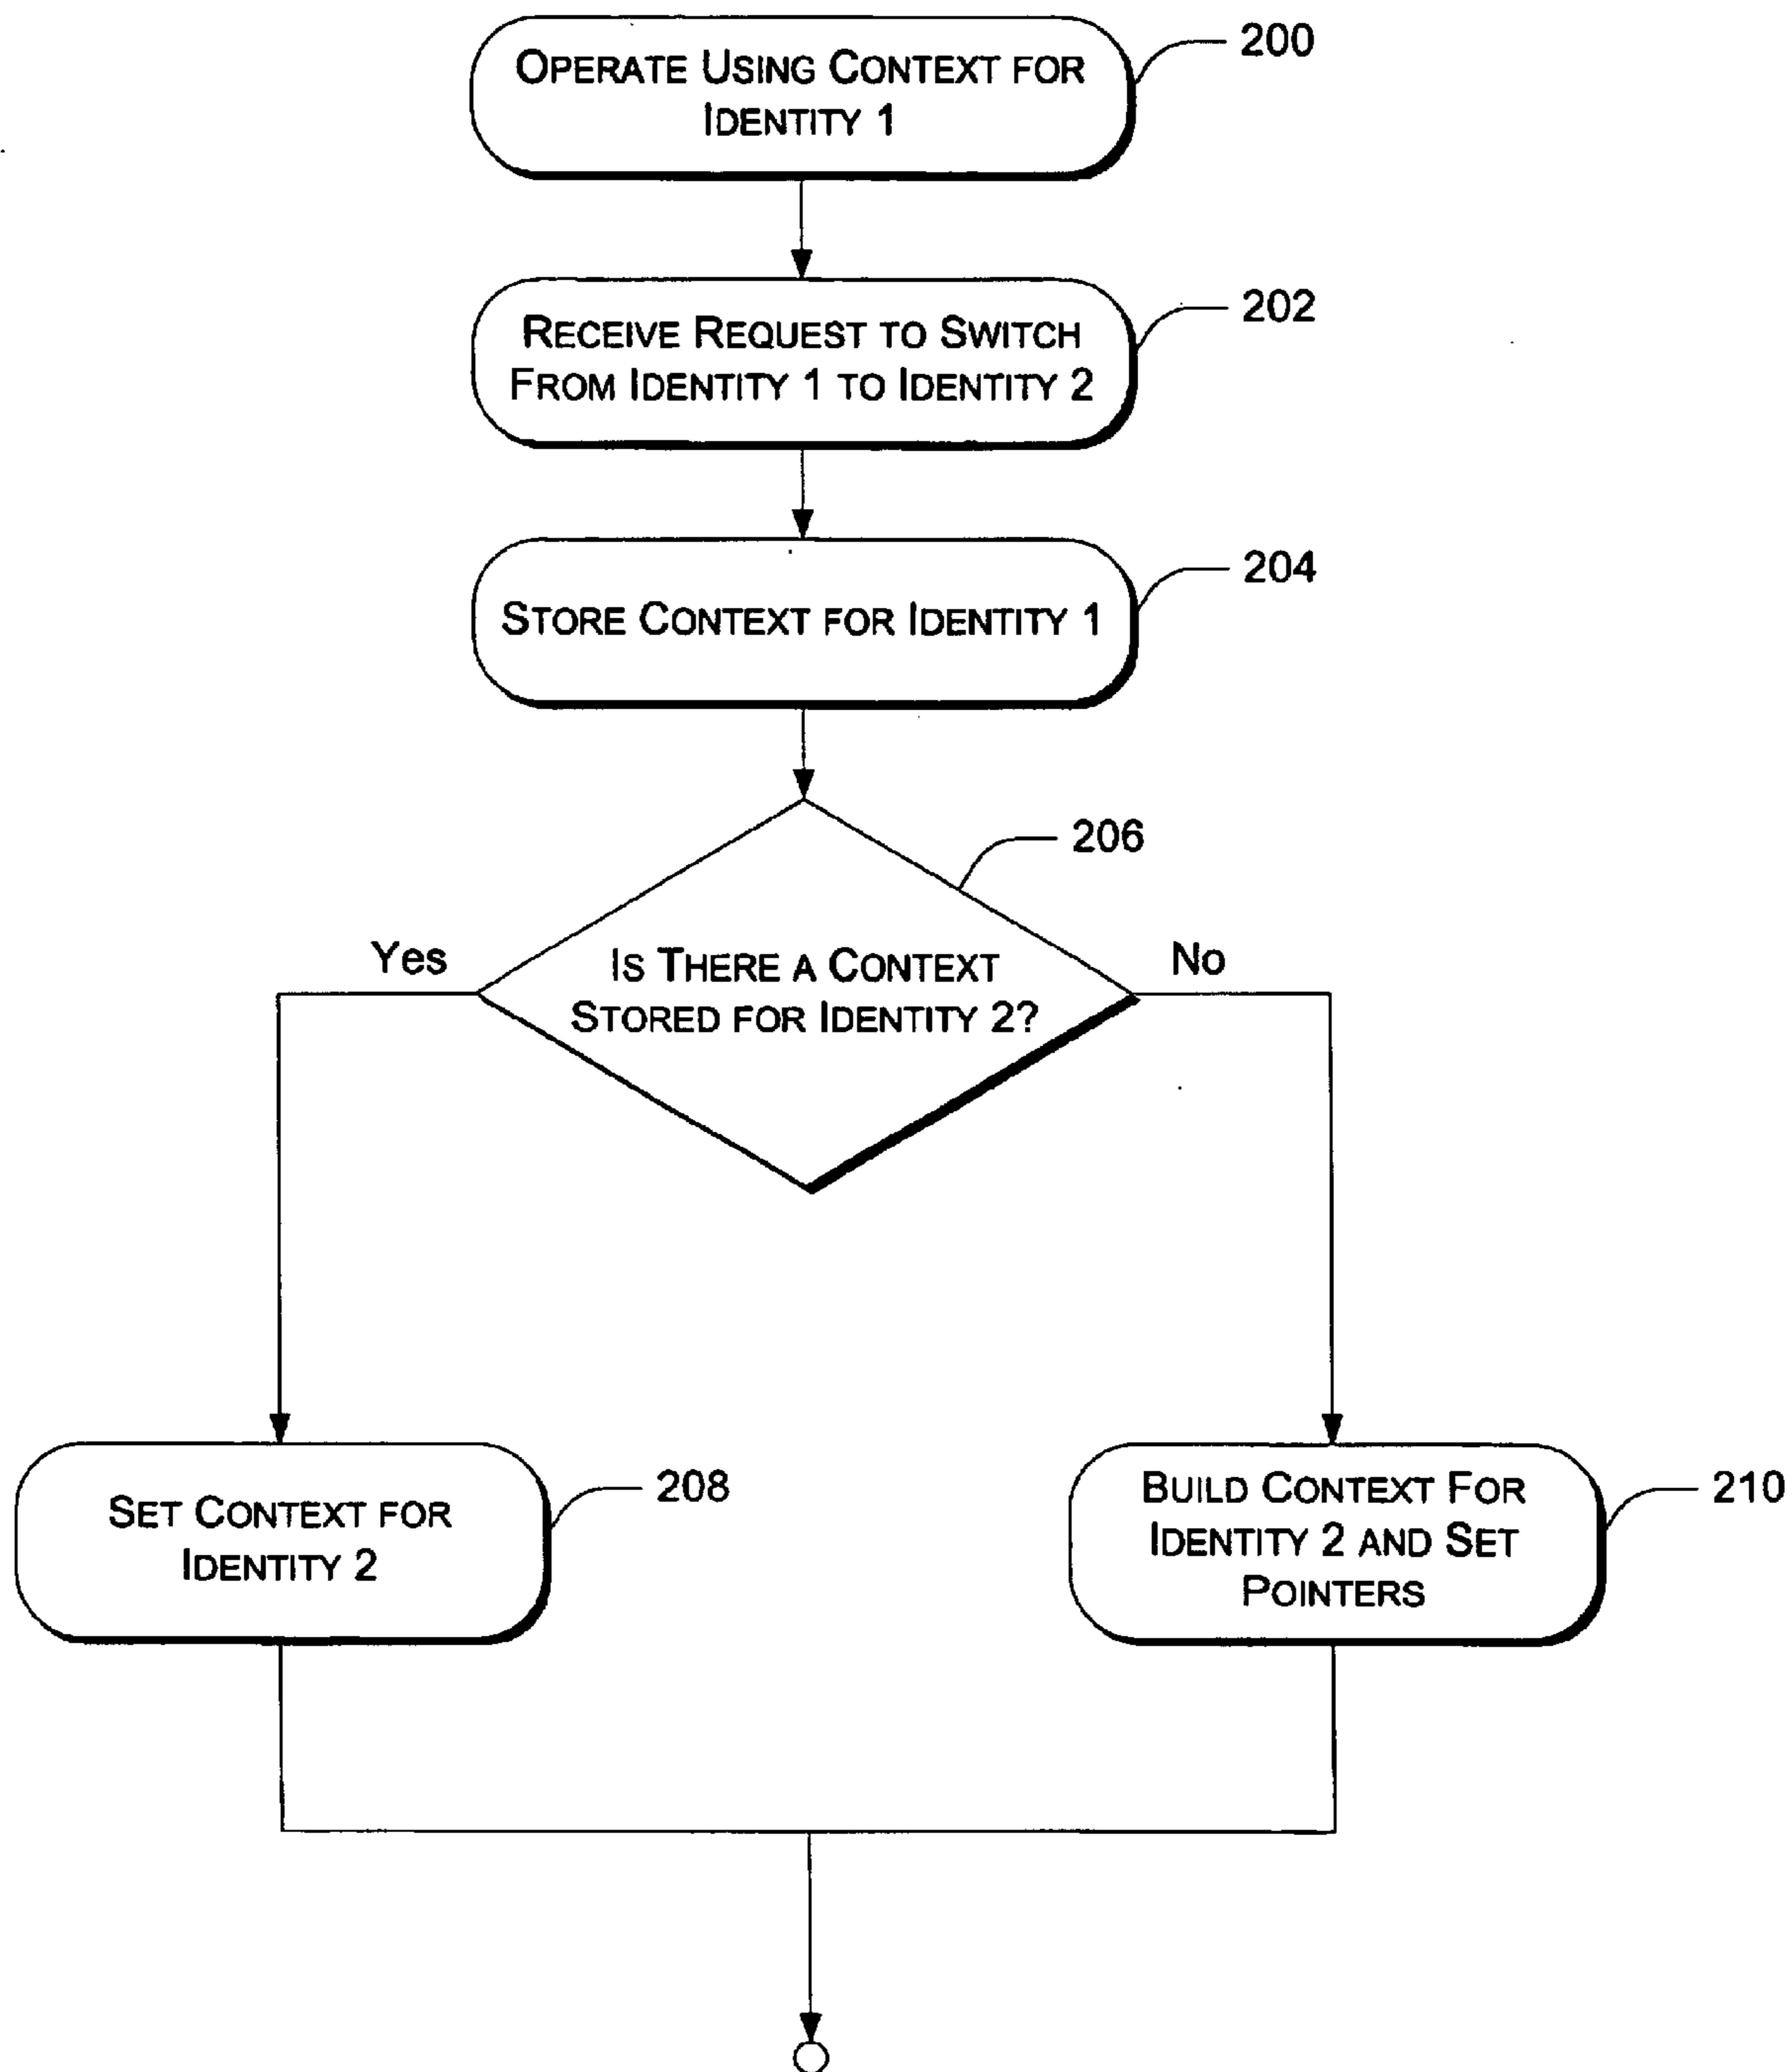 OPERATE USING CONTEXT FOR
IDENTITY 1
200
RECEIVE REQUEST TO SWITCH
FROM IDENTITY 1 TO IDENTITY 2
202
STORE CONTEXT FOR IDENTITY 1
204
206
Yes
IS THERE A CONTEXT
STORED FOR IDENTITY 2?
No
SET CONTEXT FOR
IDENTITY 2
208
BUILD CONTEXT FOR
IDENTITY 2 AND SET
POINTERS
210